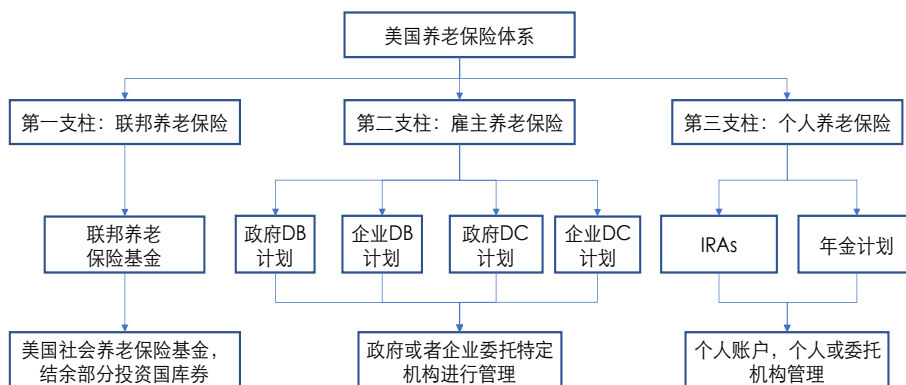 美国养老保险体系
第一支柱：联邦养老保险
第二支柱：雇主养老保险
第三支柱：个人养老保险
联邦养老
保险基金
政府DB
计划
企业DB
计划
政府DC
计划
企业DC
计划
IRAs
年金计划
美国社会养老保险基金，
结余部分投资国库券
政府或者企业委托特定
机构进行管理
个人账户，个人或委托
机构管理